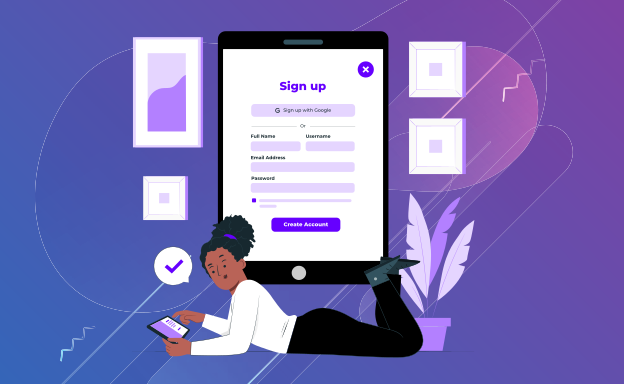 Sign up
Sign up with Google
Or
Full Name Username
Email Address
Password
Create Account